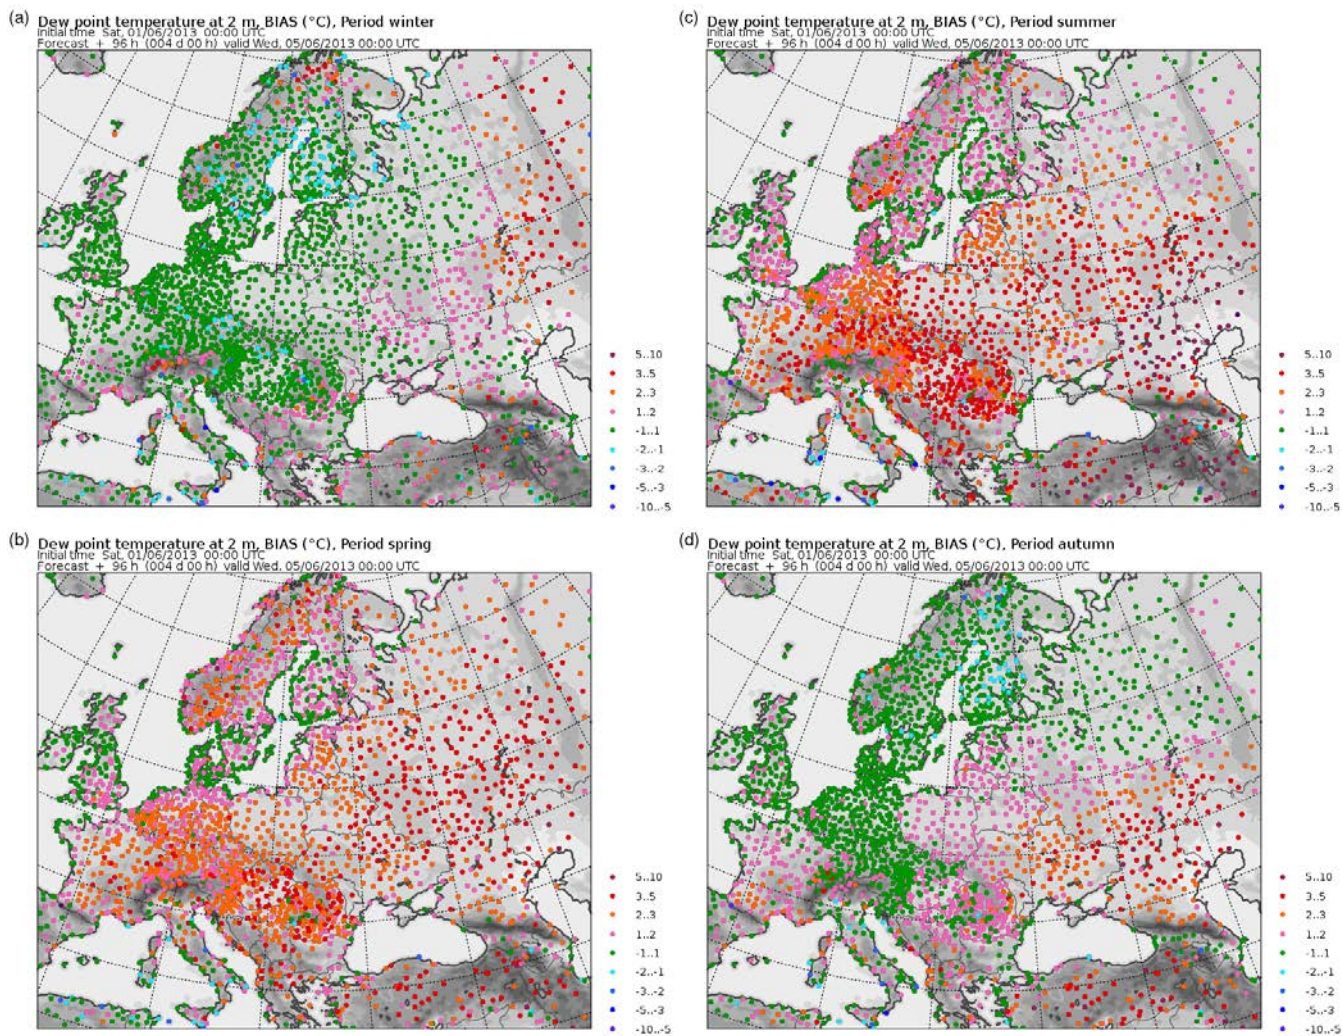 (a)
Dew point temperature at 2 m, BIAS (°C), Period winter
Initial time Sat, 01/06/2013 00:00 UTC
Forecast + 96 h (004 d 00 h) valid Wed, 05/06/2013 00:00 UTC
5..10
3..5
2..3
1..2
-1..1
-2..-1
-3..-2
-5..-3
-10..-5
(c)
Dew point temperature at 2 m, BIAS (°C), Period summer
Initial time Sat, 01/06/2013 00:00 UTC
Forecast + 96 h (004 d 00 h) valid Wed, 05/06/2013 00:00 UTC
5..10
3..5
2..3
1..2
-1..1
-2..-1
-3..-2
-5..-3
-10..-5
(b)
Dew point temperature at 2 m, BIAS (°C), Period spring
Initial time Sat, 01/06/2013 00:00 UTC
Forecast + 96 h (004 d 00 h) valid Wed, 05/06/2013 00:00 UTC
5..10
3..5
2..3
1..2
-1..1
-2..-1
-3..-2
-5..-3
-10..-5
(d)
Dew point temperature at 2 m, BIAS (°C), Period autumn
Initial time Sat, 01/06/2013 00:00 UTC
Forecast + 96 h (004 d 00 h) valid Wed, 05/06/2013 00:00 UTC
5..10
3..5
2..3
1..2
-1..1
-2..-1
-3..-2
-5..-3
-10..-5